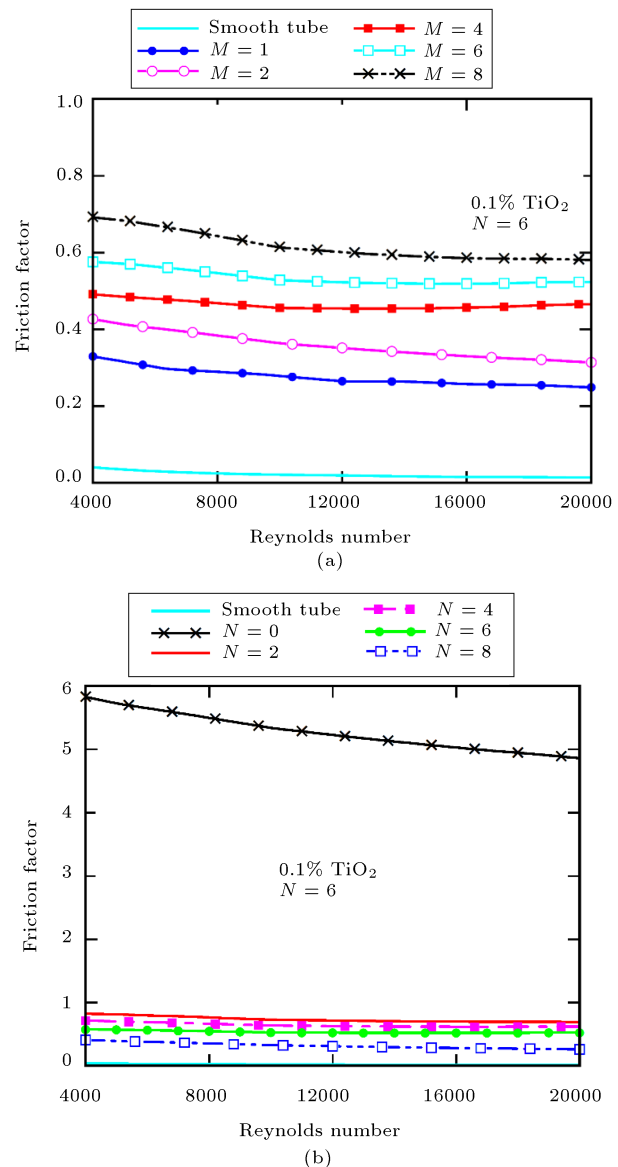 Smooth tube
M = 1
M = 2
M = 4
M = 6
M = 8
1.0
0.8
0.6
0.4
0.2
0.0
Friction factor
0.1% TiO₂
N = 6
4000 8000 12000 16000 20000
Reynolds number
(a)
Smooth tube
N = 0
N = 2
N = 4
N = 6
N = 8
6
5
4
3
2
1
0
Friction factor
0.1% TiO₂
N = 6
4000 8000 12000 16000 20000
Reynolds number
(b)